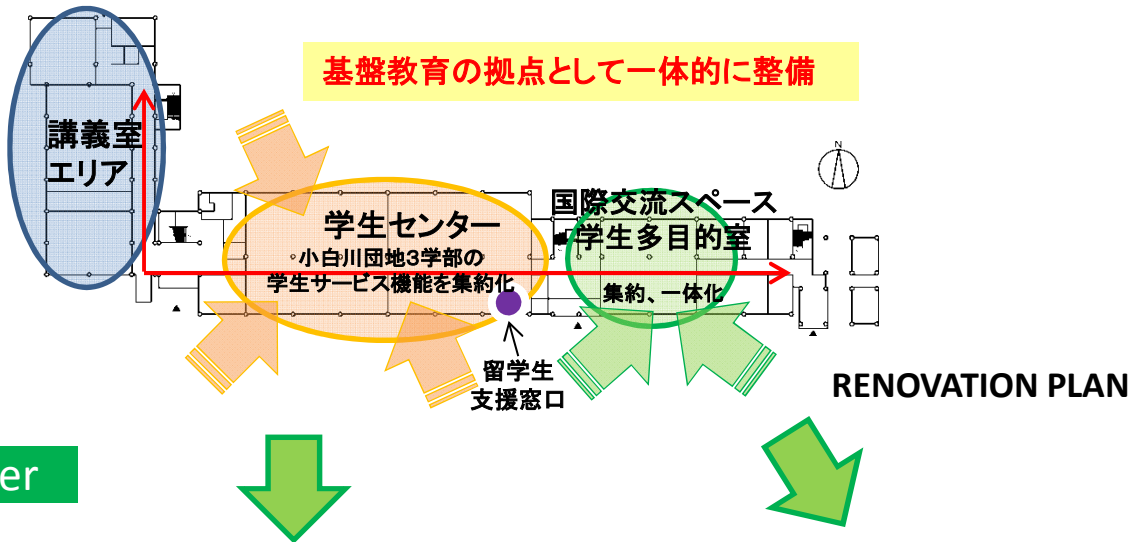 基盤教育の拠点として一体的に整備
講義室
エリア
N
学生センター
小白川団地3学部の
学生サービス機能を集約化
国際交流スペース
学生多目的室
集約、一体化
留学生
支援窓口
RENOVATION PLAN
er